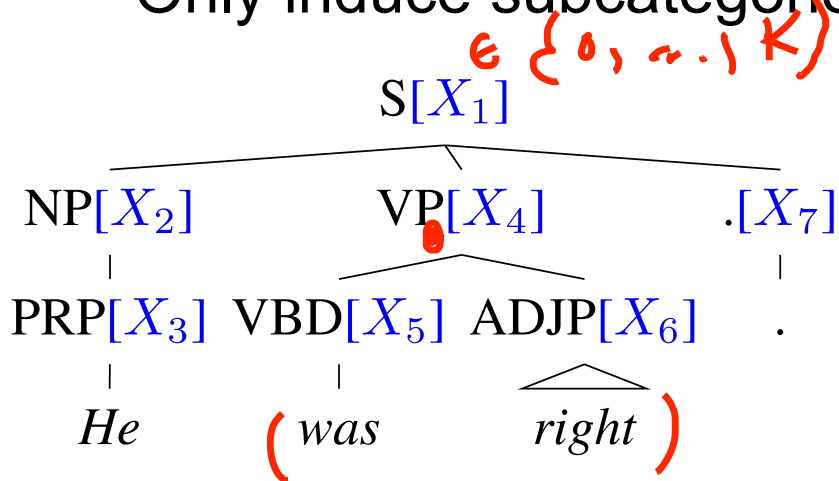 Only induce subcategori
∈ {0, ..., K}
S[X₁]
NP[X₂] VP[X₄] .[X₇]
PRP[X₃] VBD[X₅] ADJP[X₆] .
He (was right)